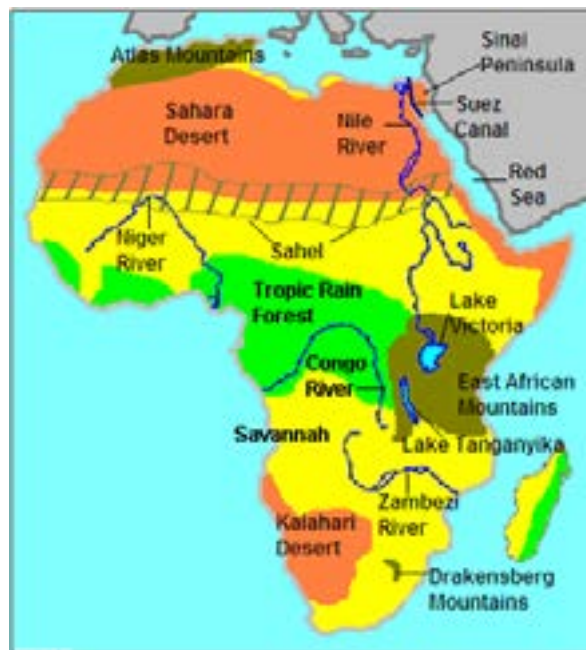 Atlas Mountains
Sinai
Peninsula
Sahara
Desert
Nile
River
Suez
Canal
Red
Sea
Niger
River
Sahel
Tropic Rain
Forest
Lake
Victoria
Congo
River
East African
Mountains
Savannah
Lake Tanganyika
Zambezi
River
Kalahari
Desert
Drakensberg
Mountains